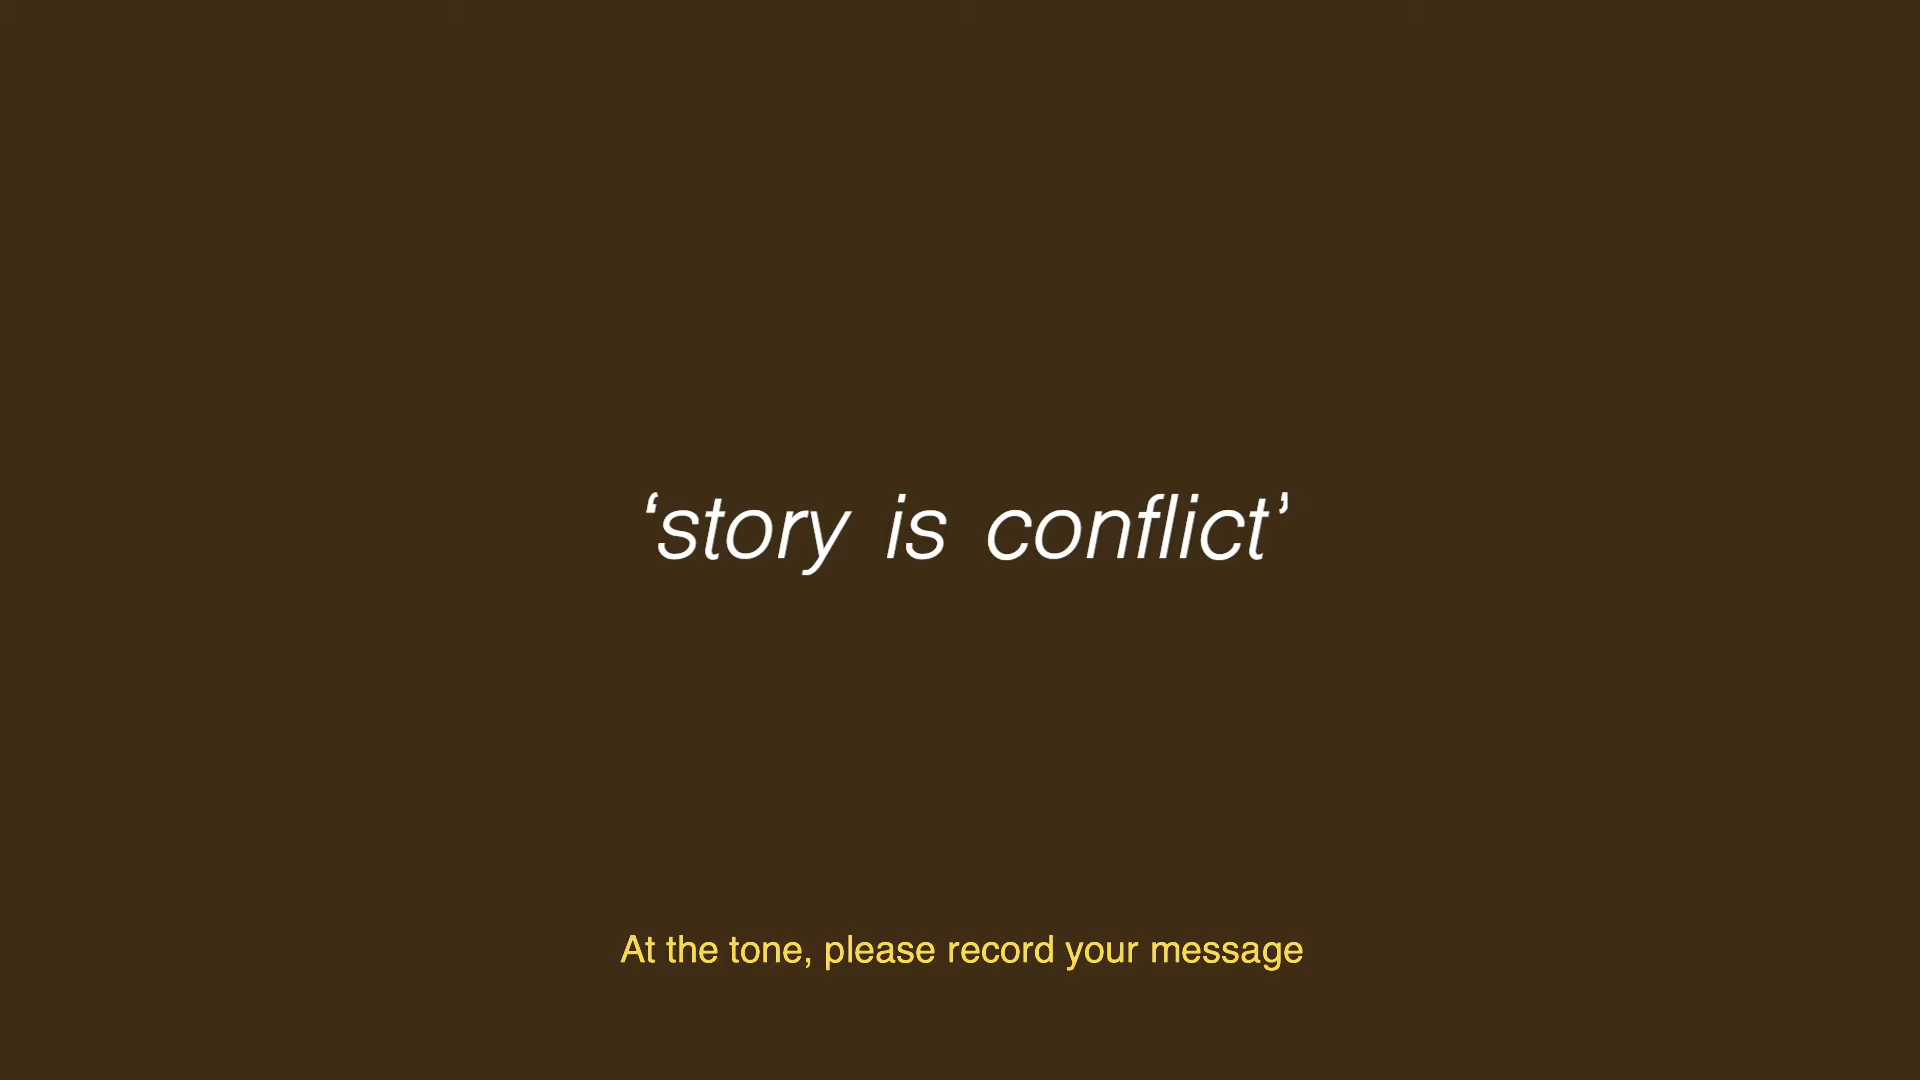 ‘story is conflict’
At the tone, please record your message